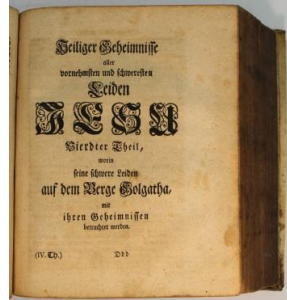 Heiliger Geheimnisse
aller
vornehmsten und schweresten
Leiden
JESU
Vierdter Theil,
worin
seine schwere Leiden
auf dem Berge Golgatha,
mit
ihren Geheimnissen
betrachtet werden.
(IV. Th.) Ddd